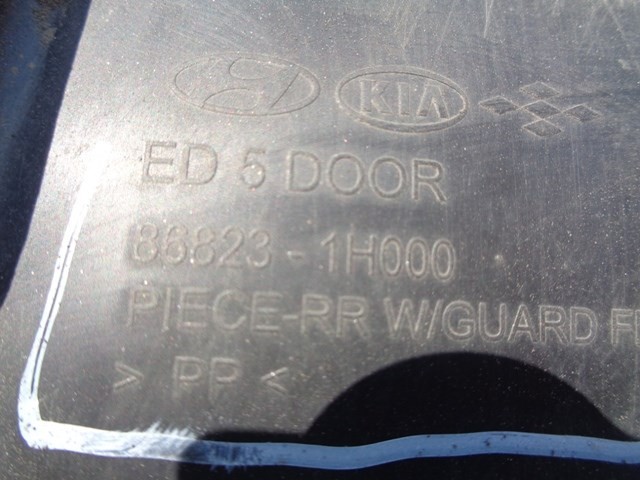 KIA
ED 5 DOOR
86823-1H000
PIECE-RR W/GUARD
> PP <